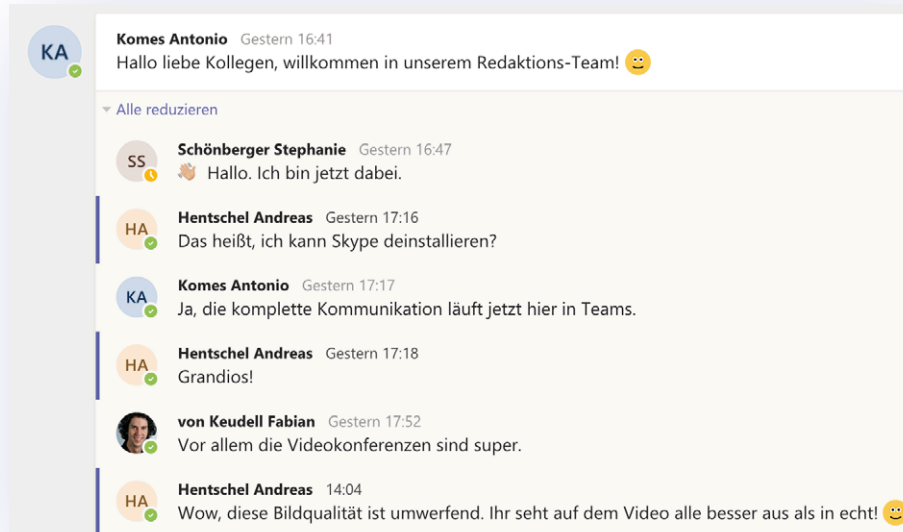 KA
Komes Antonio Gestern 16:41
Hallo liebe Kollegen, willkommen in unserem Redaktions-Team! 🙂
Alle reduzieren
SS
Schönberger Stephanie Gestern 16:47
👋🏼 Hallo. Ich bin jetzt dabei.
HA
Hentschel Andreas Gestern 17:16
Das heißt, ich kann Skype deinstallieren?
KA
Komes Antonio Gestern 17:17
Ja, die komplette Kommunikation läuft jetzt hier in Teams.
HA
Hentschel Andreas Gestern 17:18
Grandios!
von Keudell Fabian Gestern 17:52
Vor allem die Videokonferenzen sind super.
HA
Hentschel Andreas 14:04
Wow, diese Bildqualität ist umwerfend. Ihr seht auf dem Video alle besser aus als in echt! 🙂